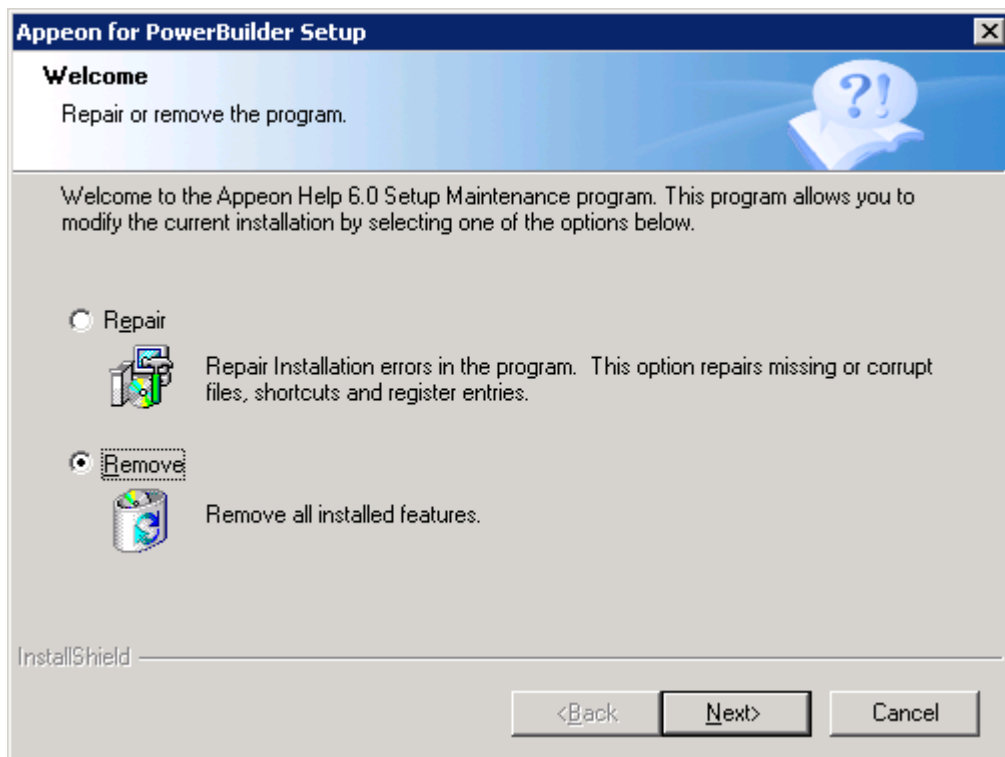 Appeon for PowerBuilder Setup
Welcome
Repair or remove the program.
Welcome to the Appeon Help 6.0 Setup Maintenance program. This program allows you to
modify the current installation by selecting one of the options below.
Repair
Repair Installation errors in the program.  This option repairs missing or corrupt
files, shortcuts and register entries.
Remove
Remove all installed features.
InstallShield
<Back Next> Cancel